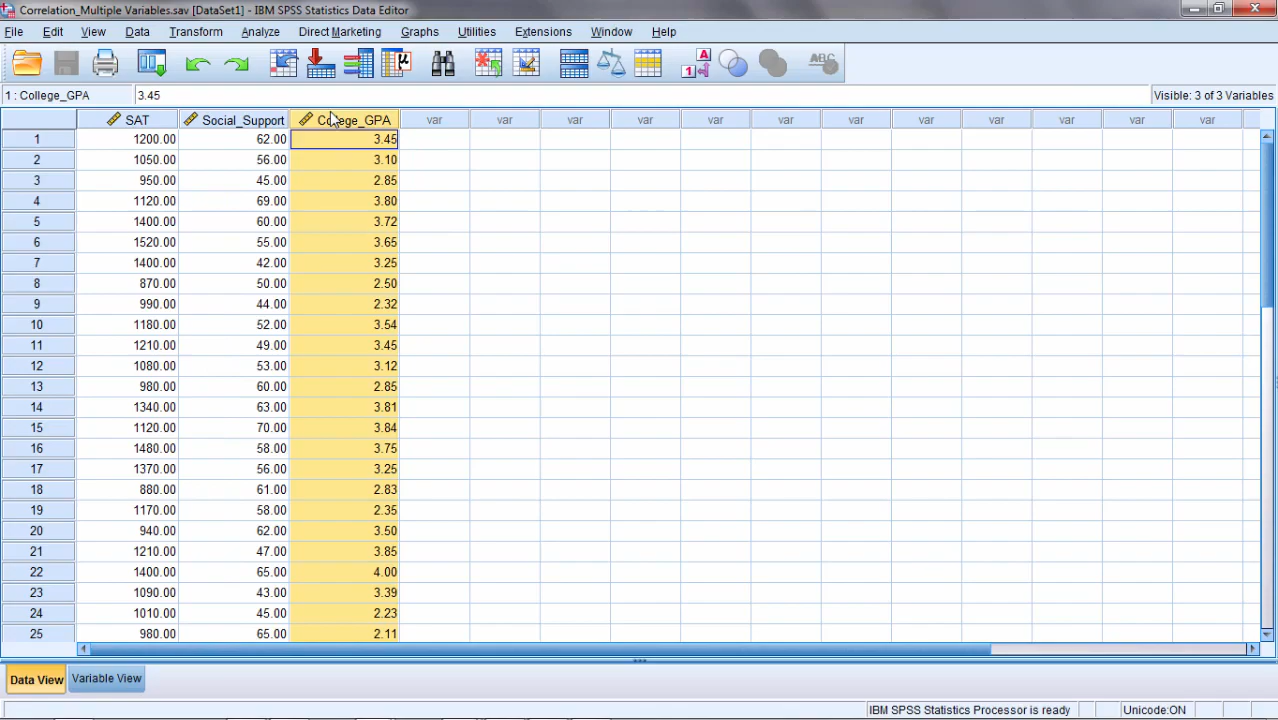 Correlation_Multiple Variables.sav [DataSet1] - IBM SPSS Statistics Data Editor
File Edit View Data Transform Analyze Direct Marketing Graphs Utilities Extensions Window Help
1 : College_GPA 3.45 Visible: 3 of 3 Variables
SAT Social_Support College_GPA var var var var var var var var var var var var
1 1200.00 62.00 3.45
2 1050.00 56.00 3.10
3 950.00 45.00 2.85
4 1120.00 69.00 3.80
5 1400.00 60.00 3.72
6 1520.00 55.00 3.65
7 1400.00 42.00 3.25
8 870.00 50.00 2.50
9 990.00 44.00 2.32
10 1180.00 52.00 3.54
11 1210.00 49.00 3.45
12 1080.00 53.00 3.12
13 980.00 60.00 2.85
14 1340.00 63.00 3.81
15 1120.00 70.00 3.84
16 1480.00 58.00 3.75
17 1370.00 56.00 3.25
18 880.00 61.00 2.83
19 1170.00 58.00 2.35
20 940.00 62.00 3.50
21 1210.00 47.00 3.85
22 1400.00 65.00 4.00
23 1090.00 43.00 3.39
24 1010.00 45.00 2.23
25 980.00 65.00 2.11
Data View Variable View
IBM SPSS Statistics Processor is ready Unicode:ON